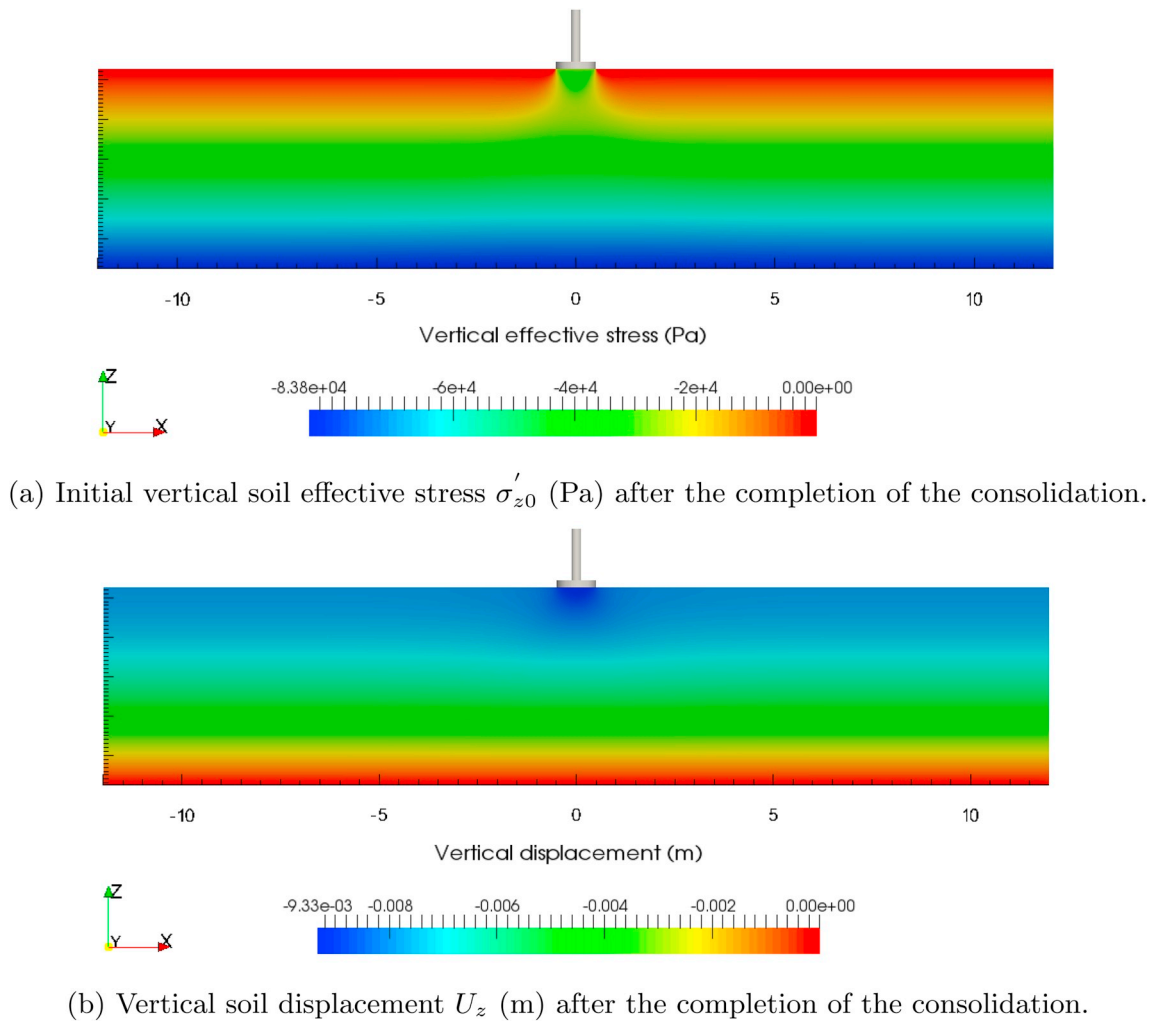 -10 -5 0 5 10
Vertical effective stress (Pa)
-8.38e+04 -6e+4 -4e+4 -2e+4 0.00e+00
Z
Y X
(a) Initial vertical soil effective stress σ′z0 (Pa) after the completion of the consolidation.
-10 -5 0 5 10
Vertical displacement (m)
-9.33e-03 -0.008 -0.006 -0.004 -0.002 0.00e+00
Z
Y X
(b) Vertical soil displacement Uz (m) after the completion of the consolidation.